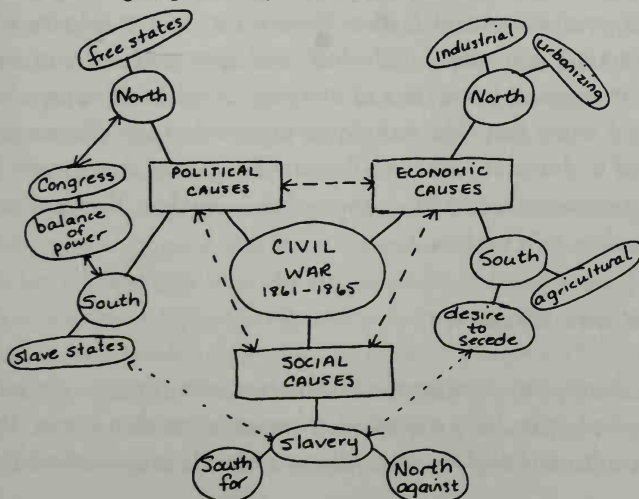 free states
North
Congress
balance
of
power
South
slave states
POLITICAL
CAUSES
industrial
urbanizing
North
ECONOMIC
CAUSES
South
agricultural
desire
to
secede
CIVIL
WAR
1861-1865
SOCIAL
CAUSES
slavery
South
for
North
against